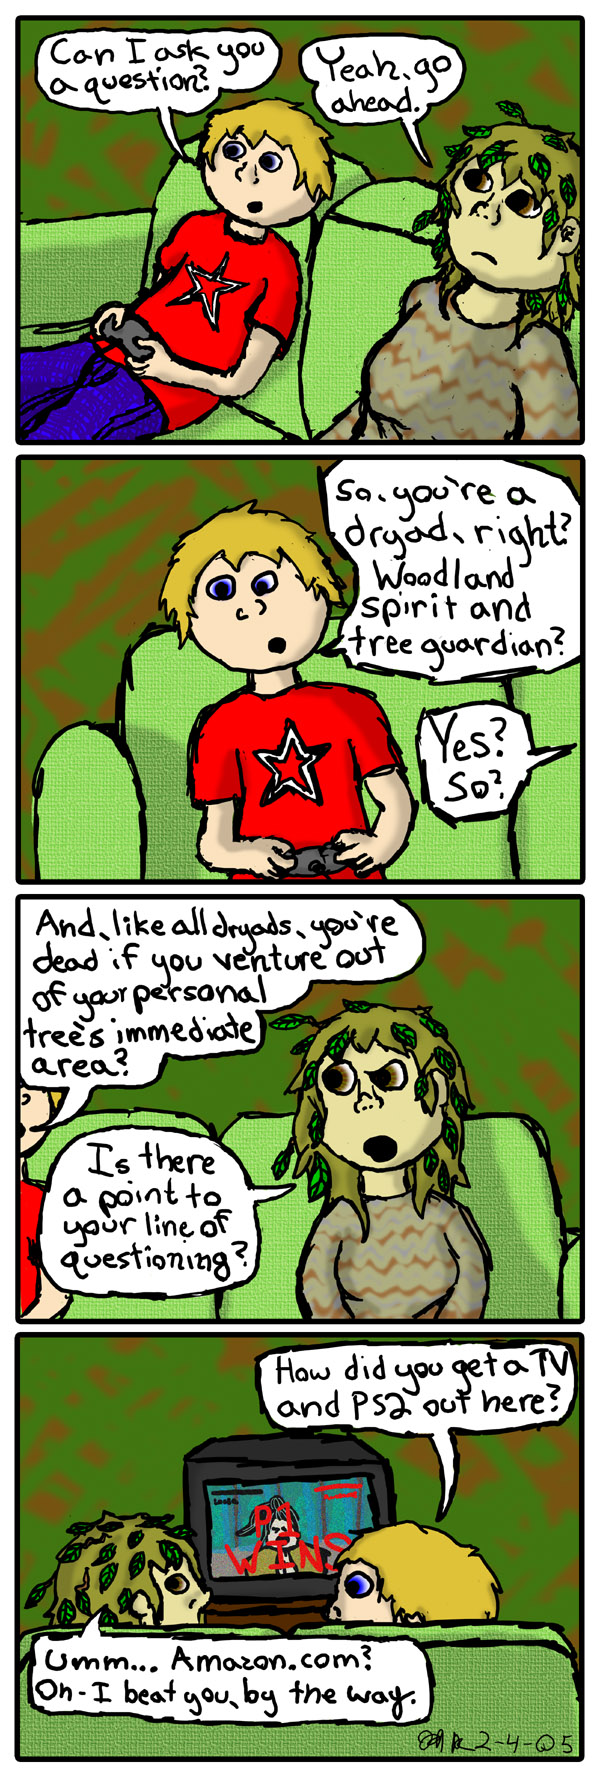 Can I ask you
a question?
Yeah, go
ahead.
So, you're a
dryad, right?
Woodland
spirit and
tree guardian?
Yes?
So?
And, like all dryads, you're
dead if you venture out
of your personal
tree's immediate
area?
Is there
a point to
your line of
questioning?
How did you get a TV
and PS2 out here?
P1
WINS
Umm... Amazon.com?
Oh - I beat you, by the way.
2-4-05